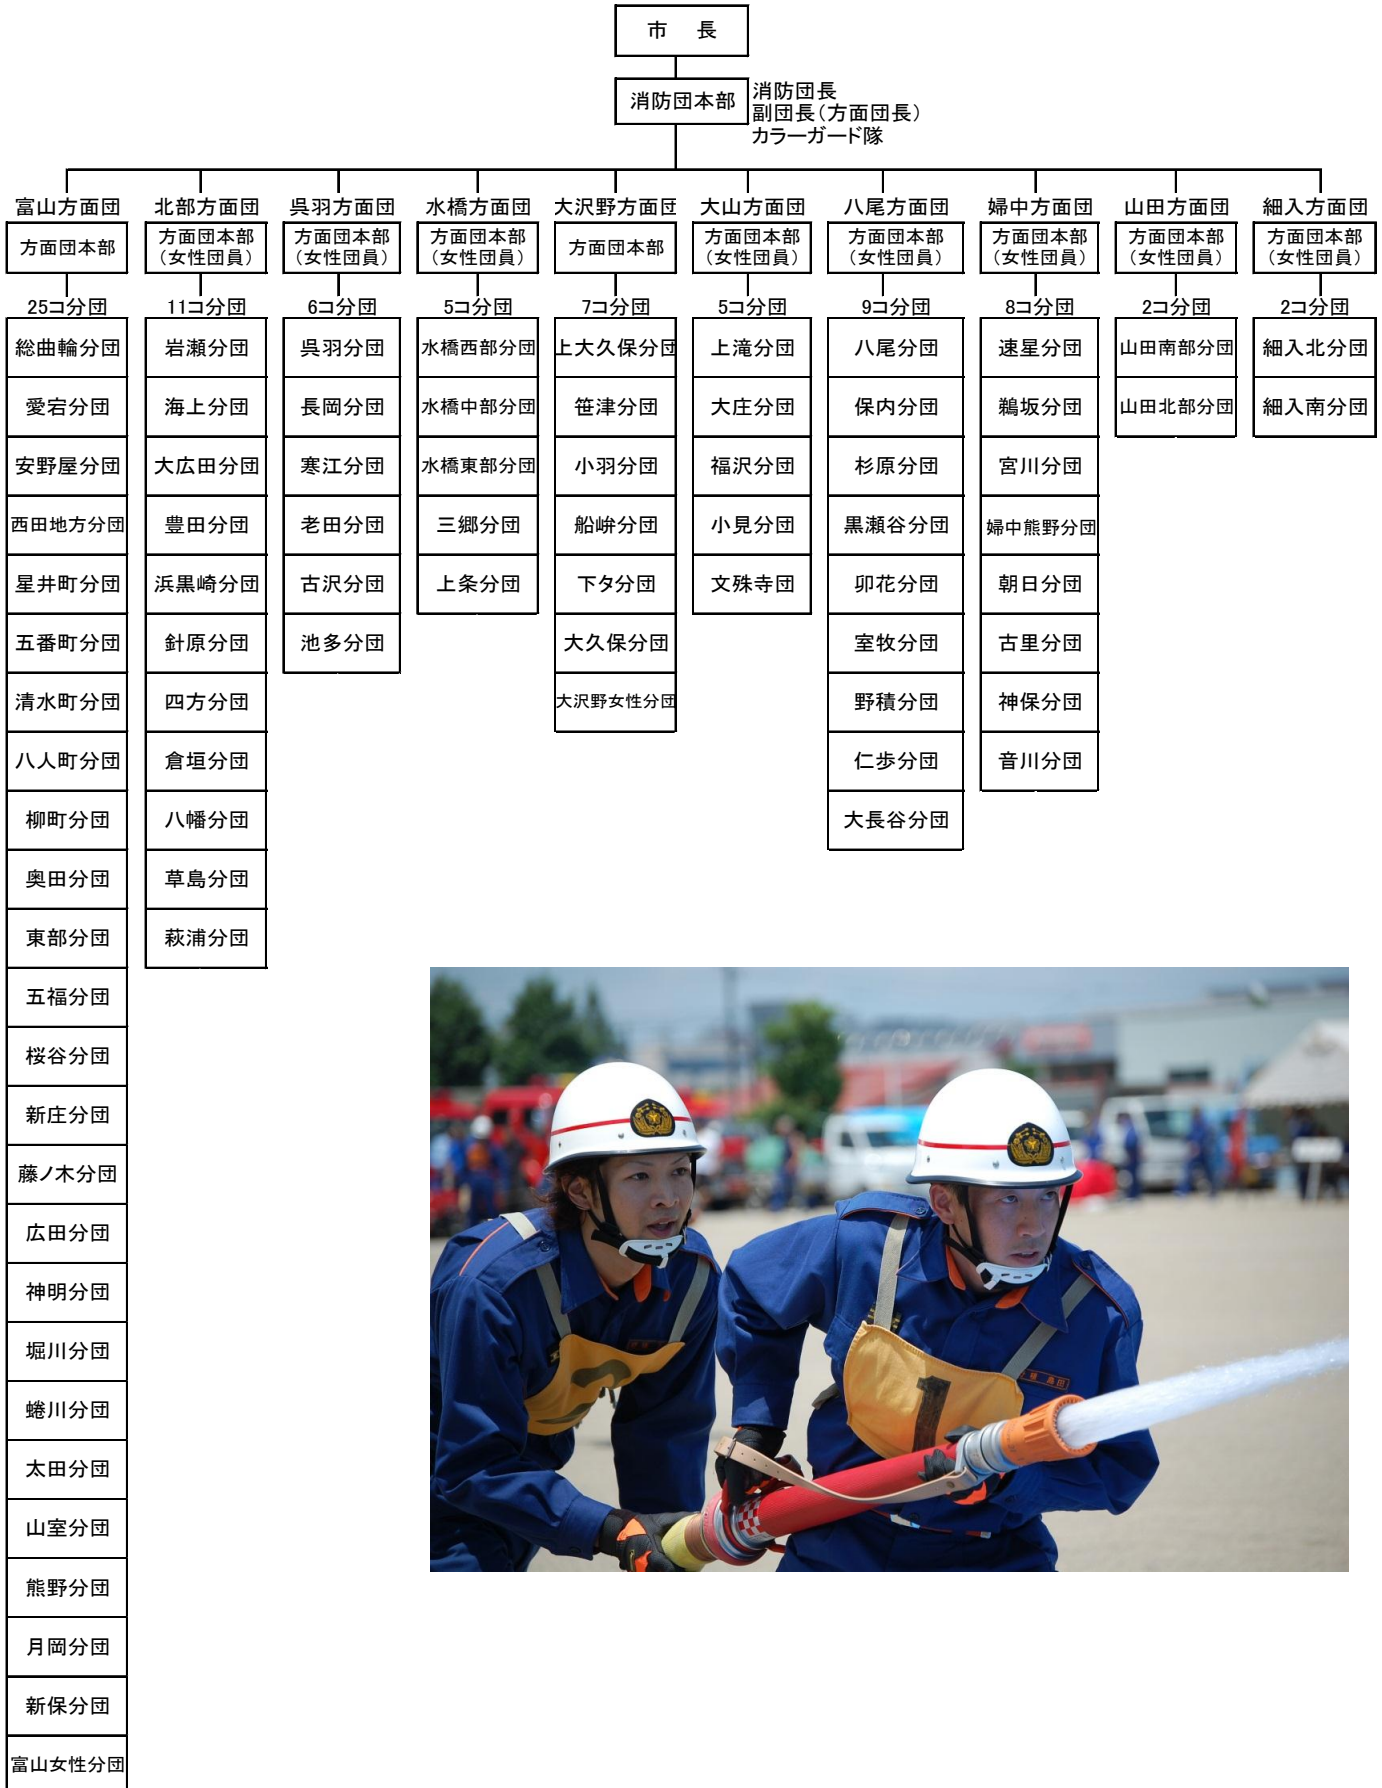 市　長
消防団本部
消防団長
副団長（方面団長）
カラーガード隊
富山方面団
方面団本部
25コ分団
総曲輪分団
愛宕分団
安野屋分団
西田地方分団
星井町分団
五番町分団
清水町分団
八人町分団
柳町分団
奥田分団
東部分団
五福分団
桜谷分団
新庄分団
藤ノ木分団
広田分団
神明分団
堀川分団
蜷川分団
太田分団
山室分団
熊野分団
月岡分団
新保分団
富山女性分団
北部方面団
方面団本部
（女性団員）
11コ分団
岩瀬分団
海上分団
大広田分団
豊田分団
浜黒崎分団
針原分団
四方分団
倉垣分団
八幡分団
草島分団
萩浦分団
呉羽方面団
方面団本部
（女性団員）
6コ分団
呉羽分団
長岡分団
寒江分団
老田分団
古沢分団
池多分団
水橋方面団
方面団本部
（女性団員）
5コ分団
水橋西部分団
水橋中部分団
水橋東部分団
三郷分団
上条分団
大沢野方面団
方面団本部
7コ分団
上大久保分団
笹津分団
小羽分団
船峅分団
下タ分団
大久保分団
大沢野女性分団
大山方面団
方面団本部
（女性団員）
5コ分団
上滝分団
大庄分団
福沢分団
小見分団
文殊寺団
八尾方面団
方面団本部
（女性団員）
9コ分団
八尾分団
保内分団
杉原分団
黒瀬谷分団
卯花分団
室牧分団
野積分団
仁歩分団
大長谷分団
婦中方面団
方面団本部
（女性団員）
8コ分団
速星分団
鵜坂分団
宮川分団
婦中熊野分団
朝日分団
古里分団
神保分団
音川分団
山田方面団
方面団本部
（女性団員）
2コ分団
山田南部分団
山田北部分団
細入方面団
方面団本部
（女性団員）
2コ分団
細入北分団
細入南分団
1